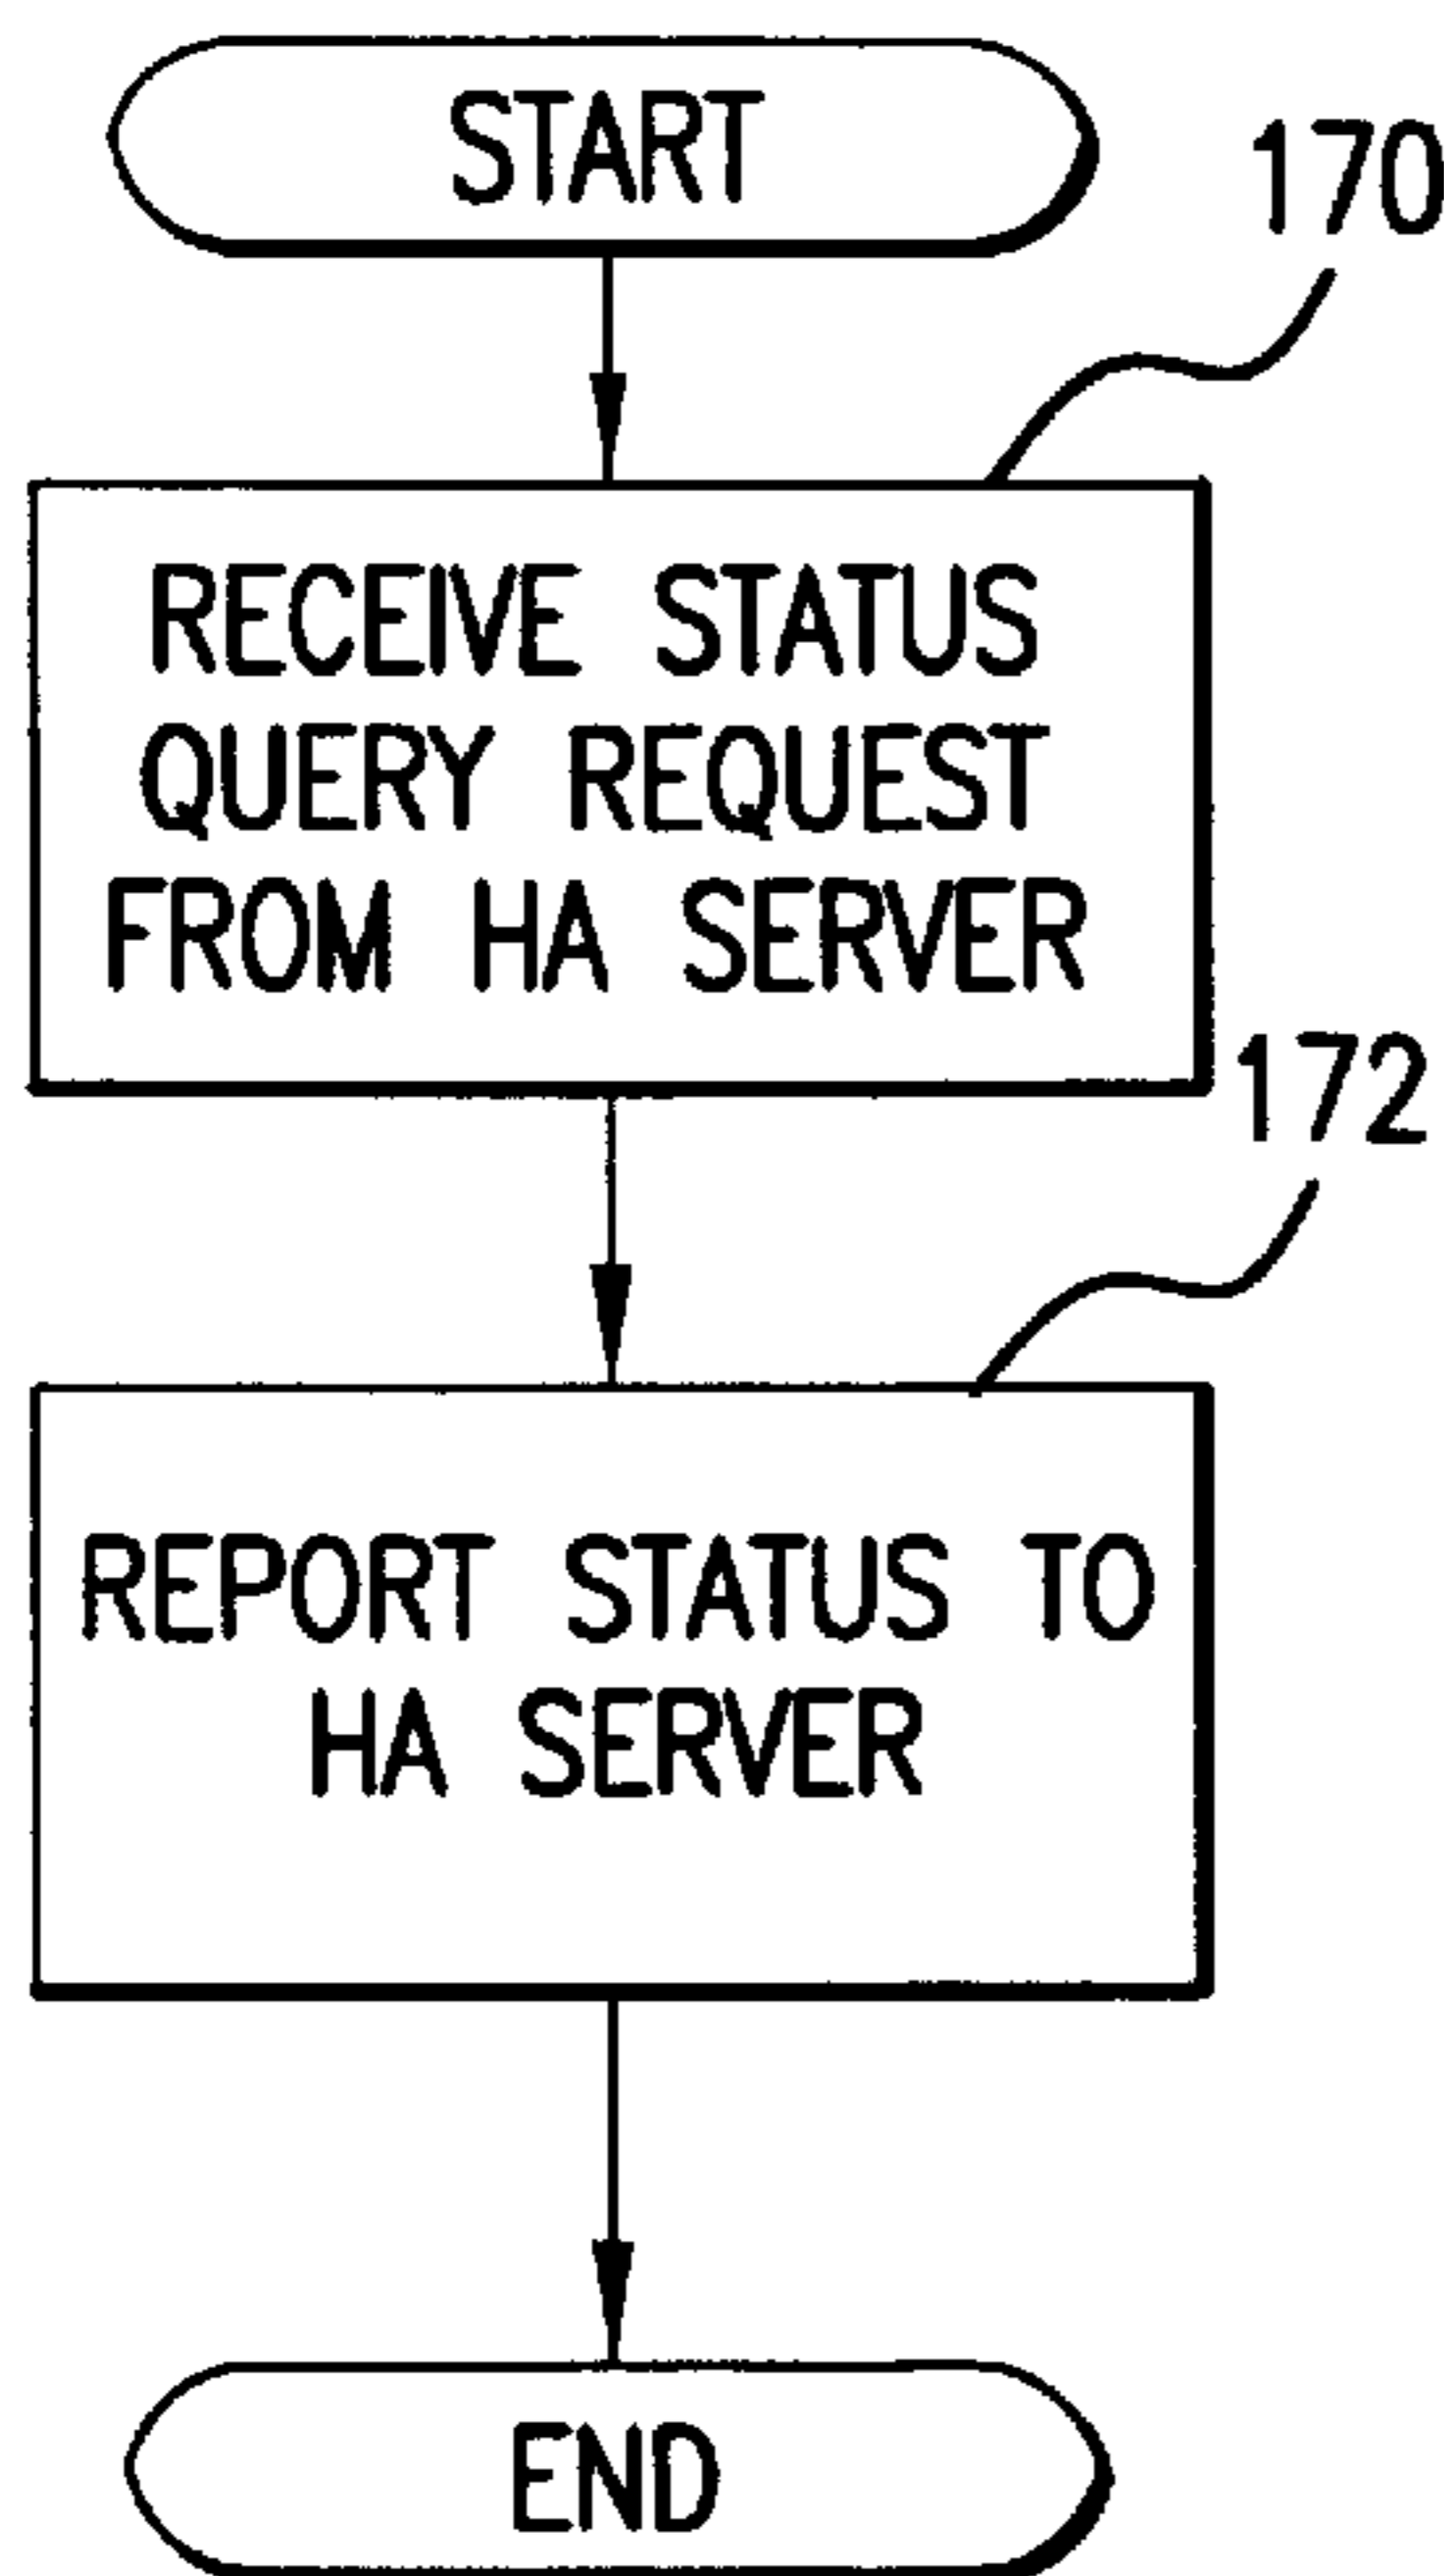 START
170
RECEIVE STATUS
QUERY REQUEST
FROM HA SERVER
172
REPORT STATUS TO
HA SERVER
END